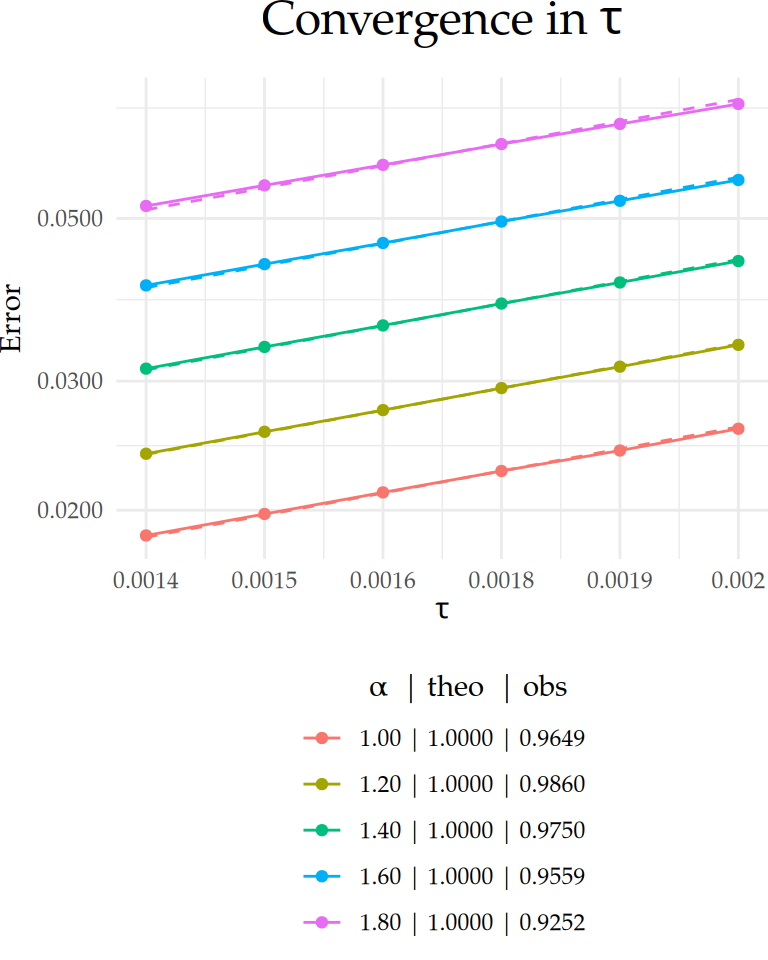 Convergence in τ
0.0500
0.0300
0.0200
Error
0.0014 0.0015 0.0016 0.0018 0.0019 0.002
τ
α | theo | obs
1.00 | 1.0000 | 0.9649
1.20 | 1.0000 | 0.9860
1.40 | 1.0000 | 0.9750
1.60 | 1.0000 | 0.9559
1.80 | 1.0000 | 0.9252